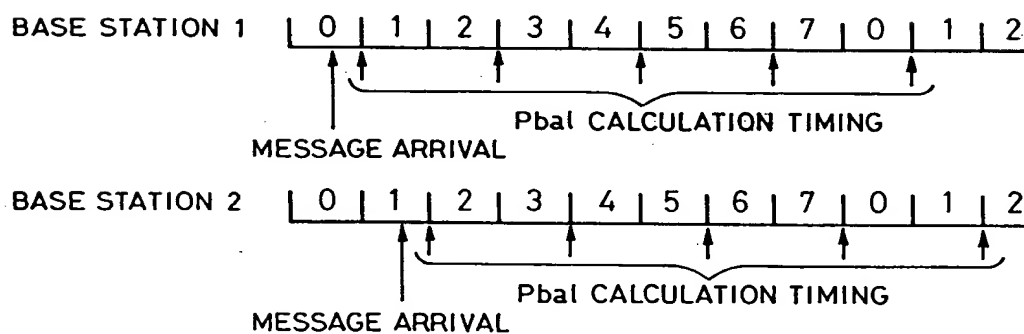 BASE STATION 1 | 0 | 1 | 2 | 3 | 4 | 5 | 6 | 7 | 0 | 1 | 2
Pbal CALCULATION TIMING
MESSAGE ARRIVAL
BASE STATION 2 | 0 | 1 | 2 | 3 | 4 | 5 | 6 | 7 | 0 | 1 | 2
Pbal CALCULATION TIMING
MESSAGE ARRIVAL